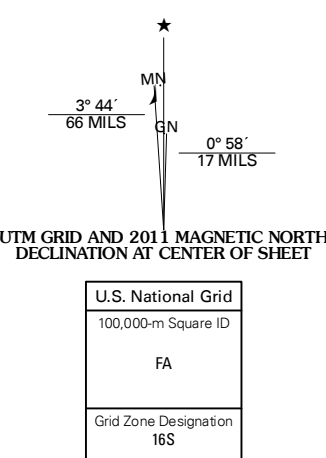 ★
MN
3° 44´
66 MILS
GN
0° 58´
17 MILS
UTM GRID AND 2011 MAGNETIC NORTH
DECLINATION AT CENTER OF SHEET
U.S. National Grid
100,000-m Square ID
FA
Grid Zone Designation
16S